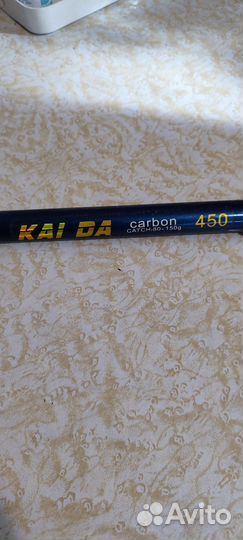 KAI DA carbon 450
CATCH-80-150g
Avito